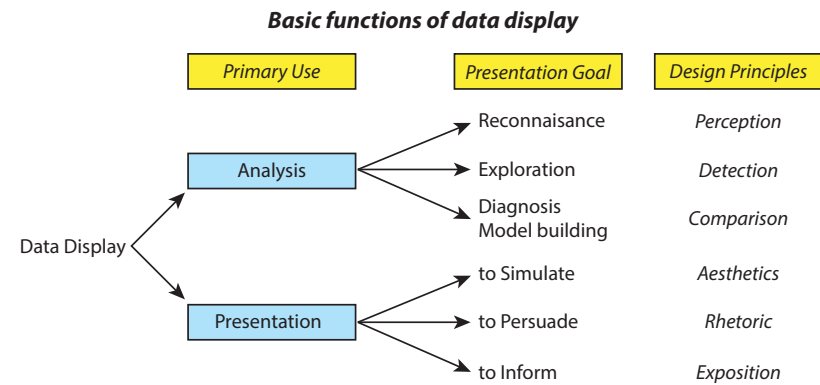 Basic functions of data display
Primary Use
Presentation Goal
Design Principles
Reconnaisance
Perception
Analysis
Exploration
Detection
Diagnosis
Model building
Comparison
Data Display
to Simulate
Aesthetics
Presentation
to Persuade
Rhetoric
to Inform
Exposition